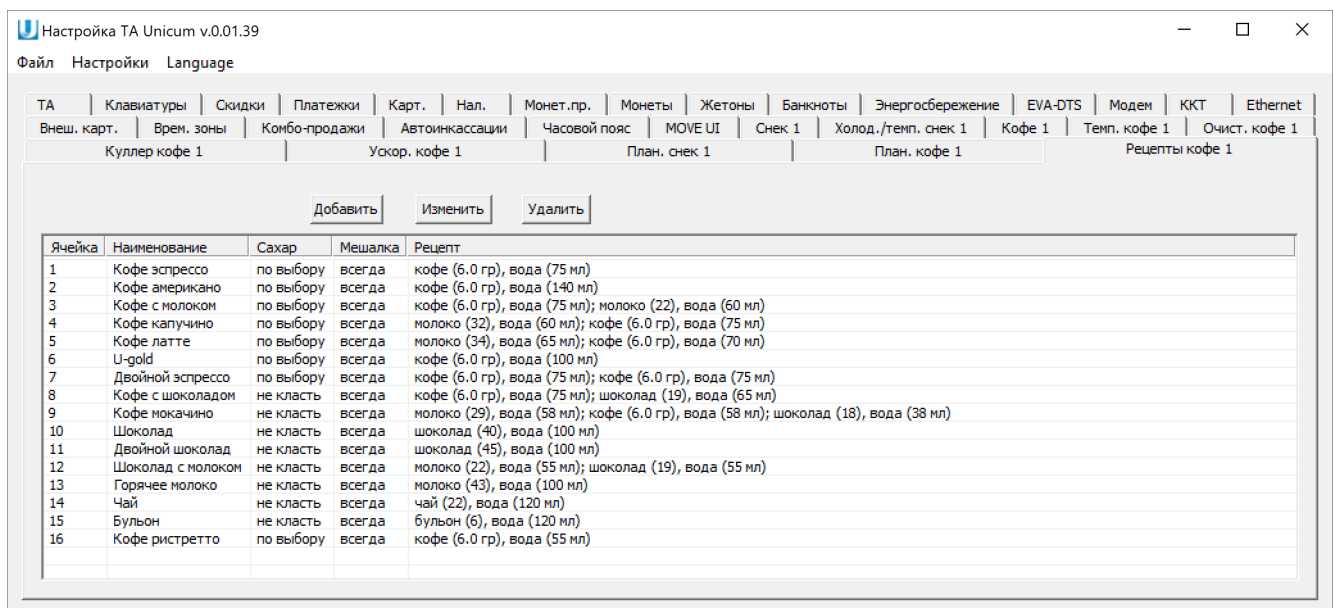 Настройка TA Unicum v.0.01.39
Файл Настройки Language
ТА Клавиатуры Скидки Платежки Карт. Нал. Монет.пр. Монеты Жетоны Банкноты Энергосбережение EVA-DTS Модем ККТ Ethernet
Внеш. карт. Врем. зоны Комбо-продажи Автоинкассации Часовой пояс MOVE UI Снек 1 Холод./темп. снек 1 Кофе 1 Темп. кофе 1 Очист. кофе 1
Куллер кофе 1 Ускор. кофе 1 План. снек 1 План. кофе 1 Рецепты кофе 1
Добавить Изменить Удалить
Ячейка Наименование Сахар Мешалка Рецепт
1 Кофе эспрессо по выбору всегда кофе (6.0 гр), вода (75 мл)
2 Кофе американо по выбору всегда кофе (6.0 гр), вода (140 мл)
3 Кофе с молоком по выбору всегда кофе (6.0 гр), вода (75 мл); молоко (22), вода (60 мл)
4 Кофе капучино по выбору всегда молоко (32), вода (60 мл); кофе (6.0 гр), вода (75 мл)
5 Кофе латте по выбору всегда молоко (34), вода (65 мл); кофе (6.0 гр), вода (70 мл)
6 U-gold по выбору всегда кофе (6.0 гр), вода (100 мл)
7 Двойной эспрессо по выбору всегда кофе (6.0 гр), вода (75 мл); кофе (6.0 гр), вода (75 мл)
8 Кофе с шоколадом не класть всегда кофе (6.0 гр), вода (75 мл); шоколад (19), вода (65 мл)
9 Кофе мокачино не класть всегда молоко (29), вода (58 мл); кофе (6.0 гр), вода (58 мл); шоколад (18), вода (38 мл)
10 Шоколад не класть всегда шоколад (40), вода (100 мл)
11 Двойной шоколад не класть всегда шоколад (45), вода (100 мл)
12 Шоколад с молоком не класть всегда молоко (22), вода (55 мл); шоколад (19), вода (55 мл)
13 Горячее молоко не класть всегда молоко (43), вода (100 мл)
14 Чай не класть всегда чай (22), вода (120 мл)
15 Бульон не класть всегда бульон (6), вода (120 мл)
16 Кофе ристретто по выбору всегда кофе (6.0 гр), вода (55 мл)